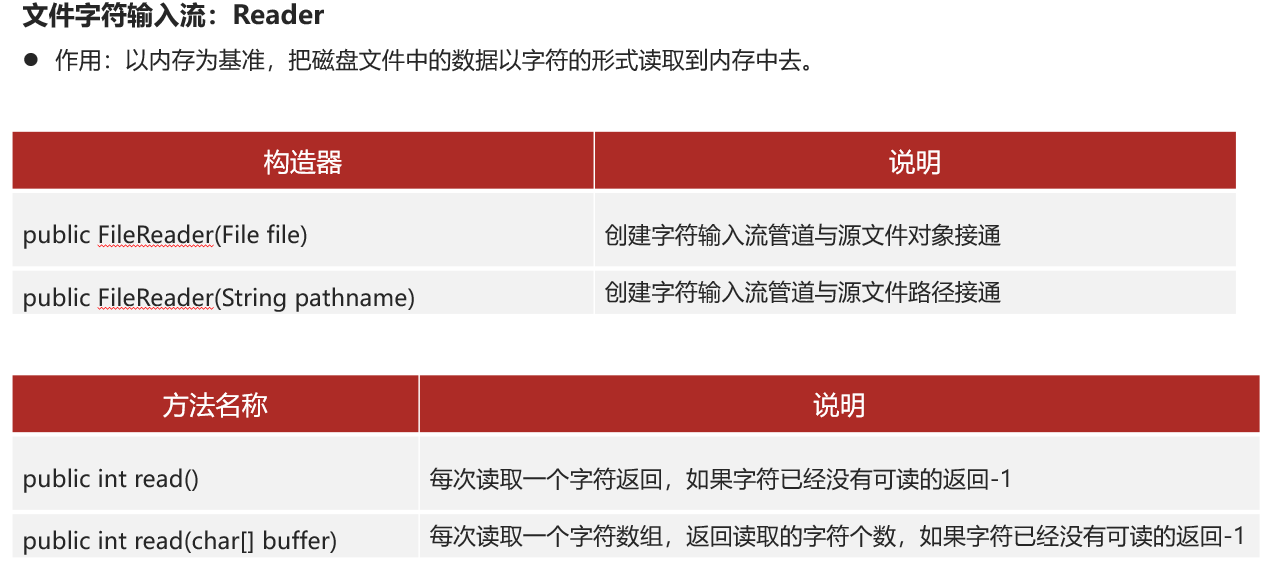 文件字符输入流：Reader
● 作用：以内存为基准，把磁盘文件中的数据以字符的形式读取到内存中去。
构造器 说明
public FileReader(File file) 创建字符输入流管道与源文件对象接通
public FileReader(String pathname) 创建字符输入流管道与源文件路径接通
方法名称 说明
public int read() 每次读取一个字符返回，如果字符已经没有可读的返回-1
public int read(char[] buffer) 每次读取一个字符数组，返回读取的字符个数，如果字符已经没有可读的返回-1